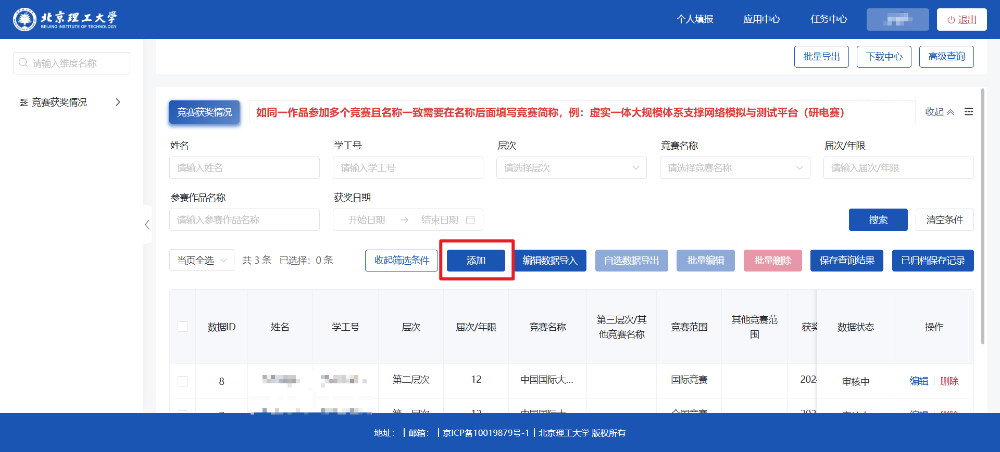 北京理工大学
BEIJING INSTITUTE OF TECHNOLOGY
个人填报 应用中心 任务中心 退出
请输入维度名称
竞赛获奖情况
批量导出 下载中心 高级查询
竞赛获奖情况 如同一作品参加多个竞赛且名称一致需要在名称后面填写竞赛简称，例：虚实一体大规模体系支撑网络模拟与测试平台（研电赛） 收起
姓名 学工号 层次 竞赛名称 届次/年限
请输入姓名 请输入学工号 请选择层次 请选择竞赛名称 请输入届次/年限
参赛作品名称 获奖日期
请输入参赛作品名称 开始日期 → 结束日期 搜索 清空条件
当页全选 共 3 条 已选择：0 条 收起筛选条件 添加 编辑数据导入 自选数据导出 批量编辑 批量删除 保存查询结果 已归档保存记录
数据ID 姓名 学工号 层次 届次/年限 竞赛名称 第三层次/其他竞赛名称 竞赛范围 其他竞赛范围 获奖 数据状态 操作
8 第二层次 12 中国国际大... 国际竞赛 202 审核中 编辑 删除
地址： | 邮箱： | 京ICP备10019879号-1 | 北京理工大学 版权所有